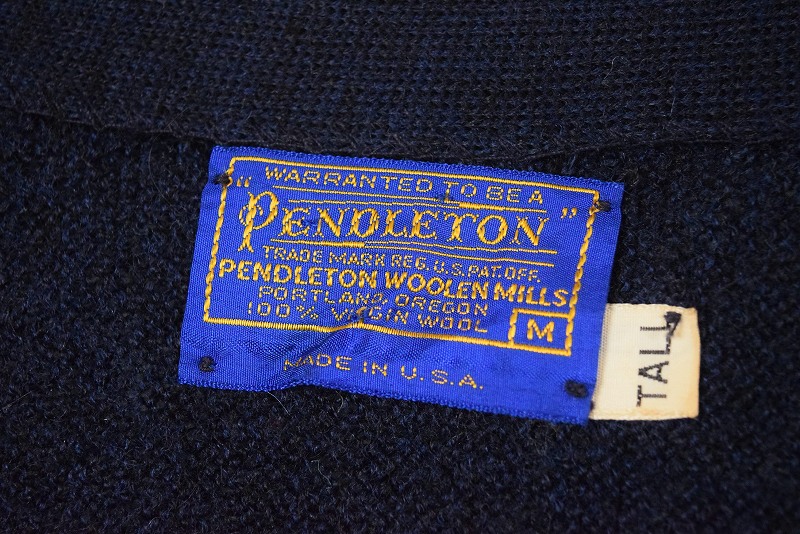 WARRANTED TO BE A
"PENDLETON"
TRADE MARK REG. U.S. PAT. OFF.
PENDLETON WOOLEN MILLS
PORTLAND, OREGON
100% VIRGIN WOOL
M
MADE IN U.S.A.
TALL